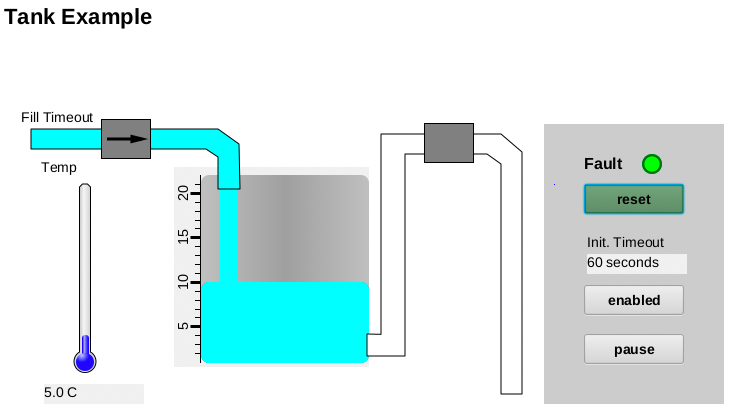 Tank Example
Fill Timeout
Temp
Fault
reset
20
15
10
5
Init. Timeout
60 seconds
enabled
pause
5.0 C